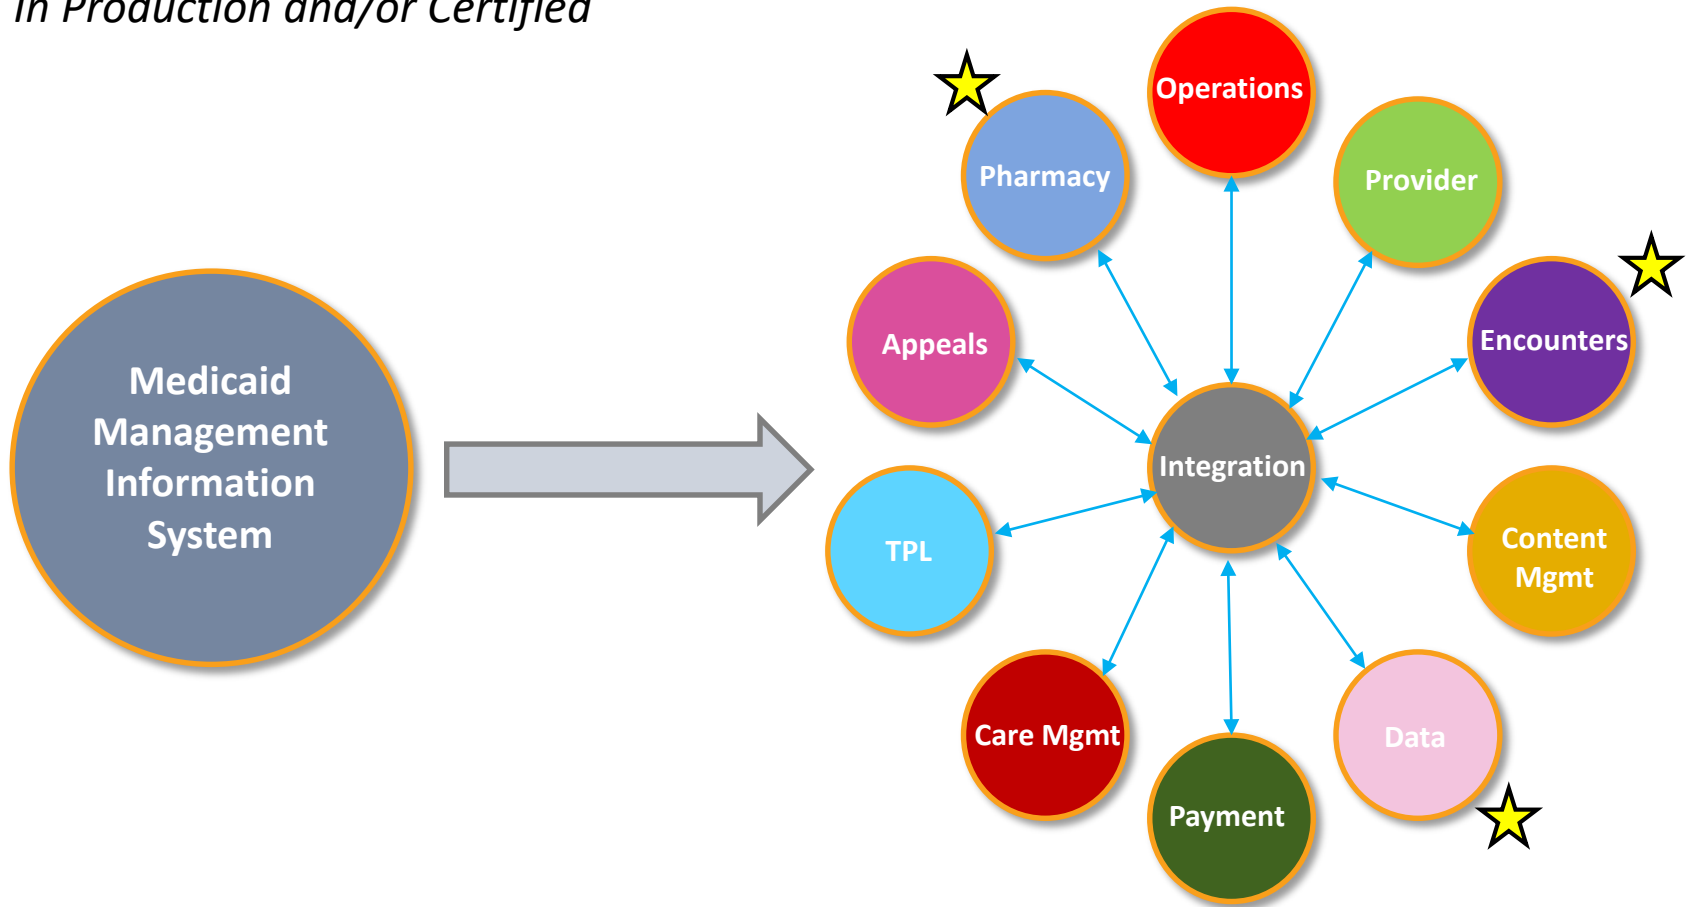 In Production and/or Certified
Operations
Pharmacy
Provider
Appeals
Encounters
Medicaid
Management
Information
System
Integration
TPL
Content
Mgmt
Care Mgmt
Data
Payment